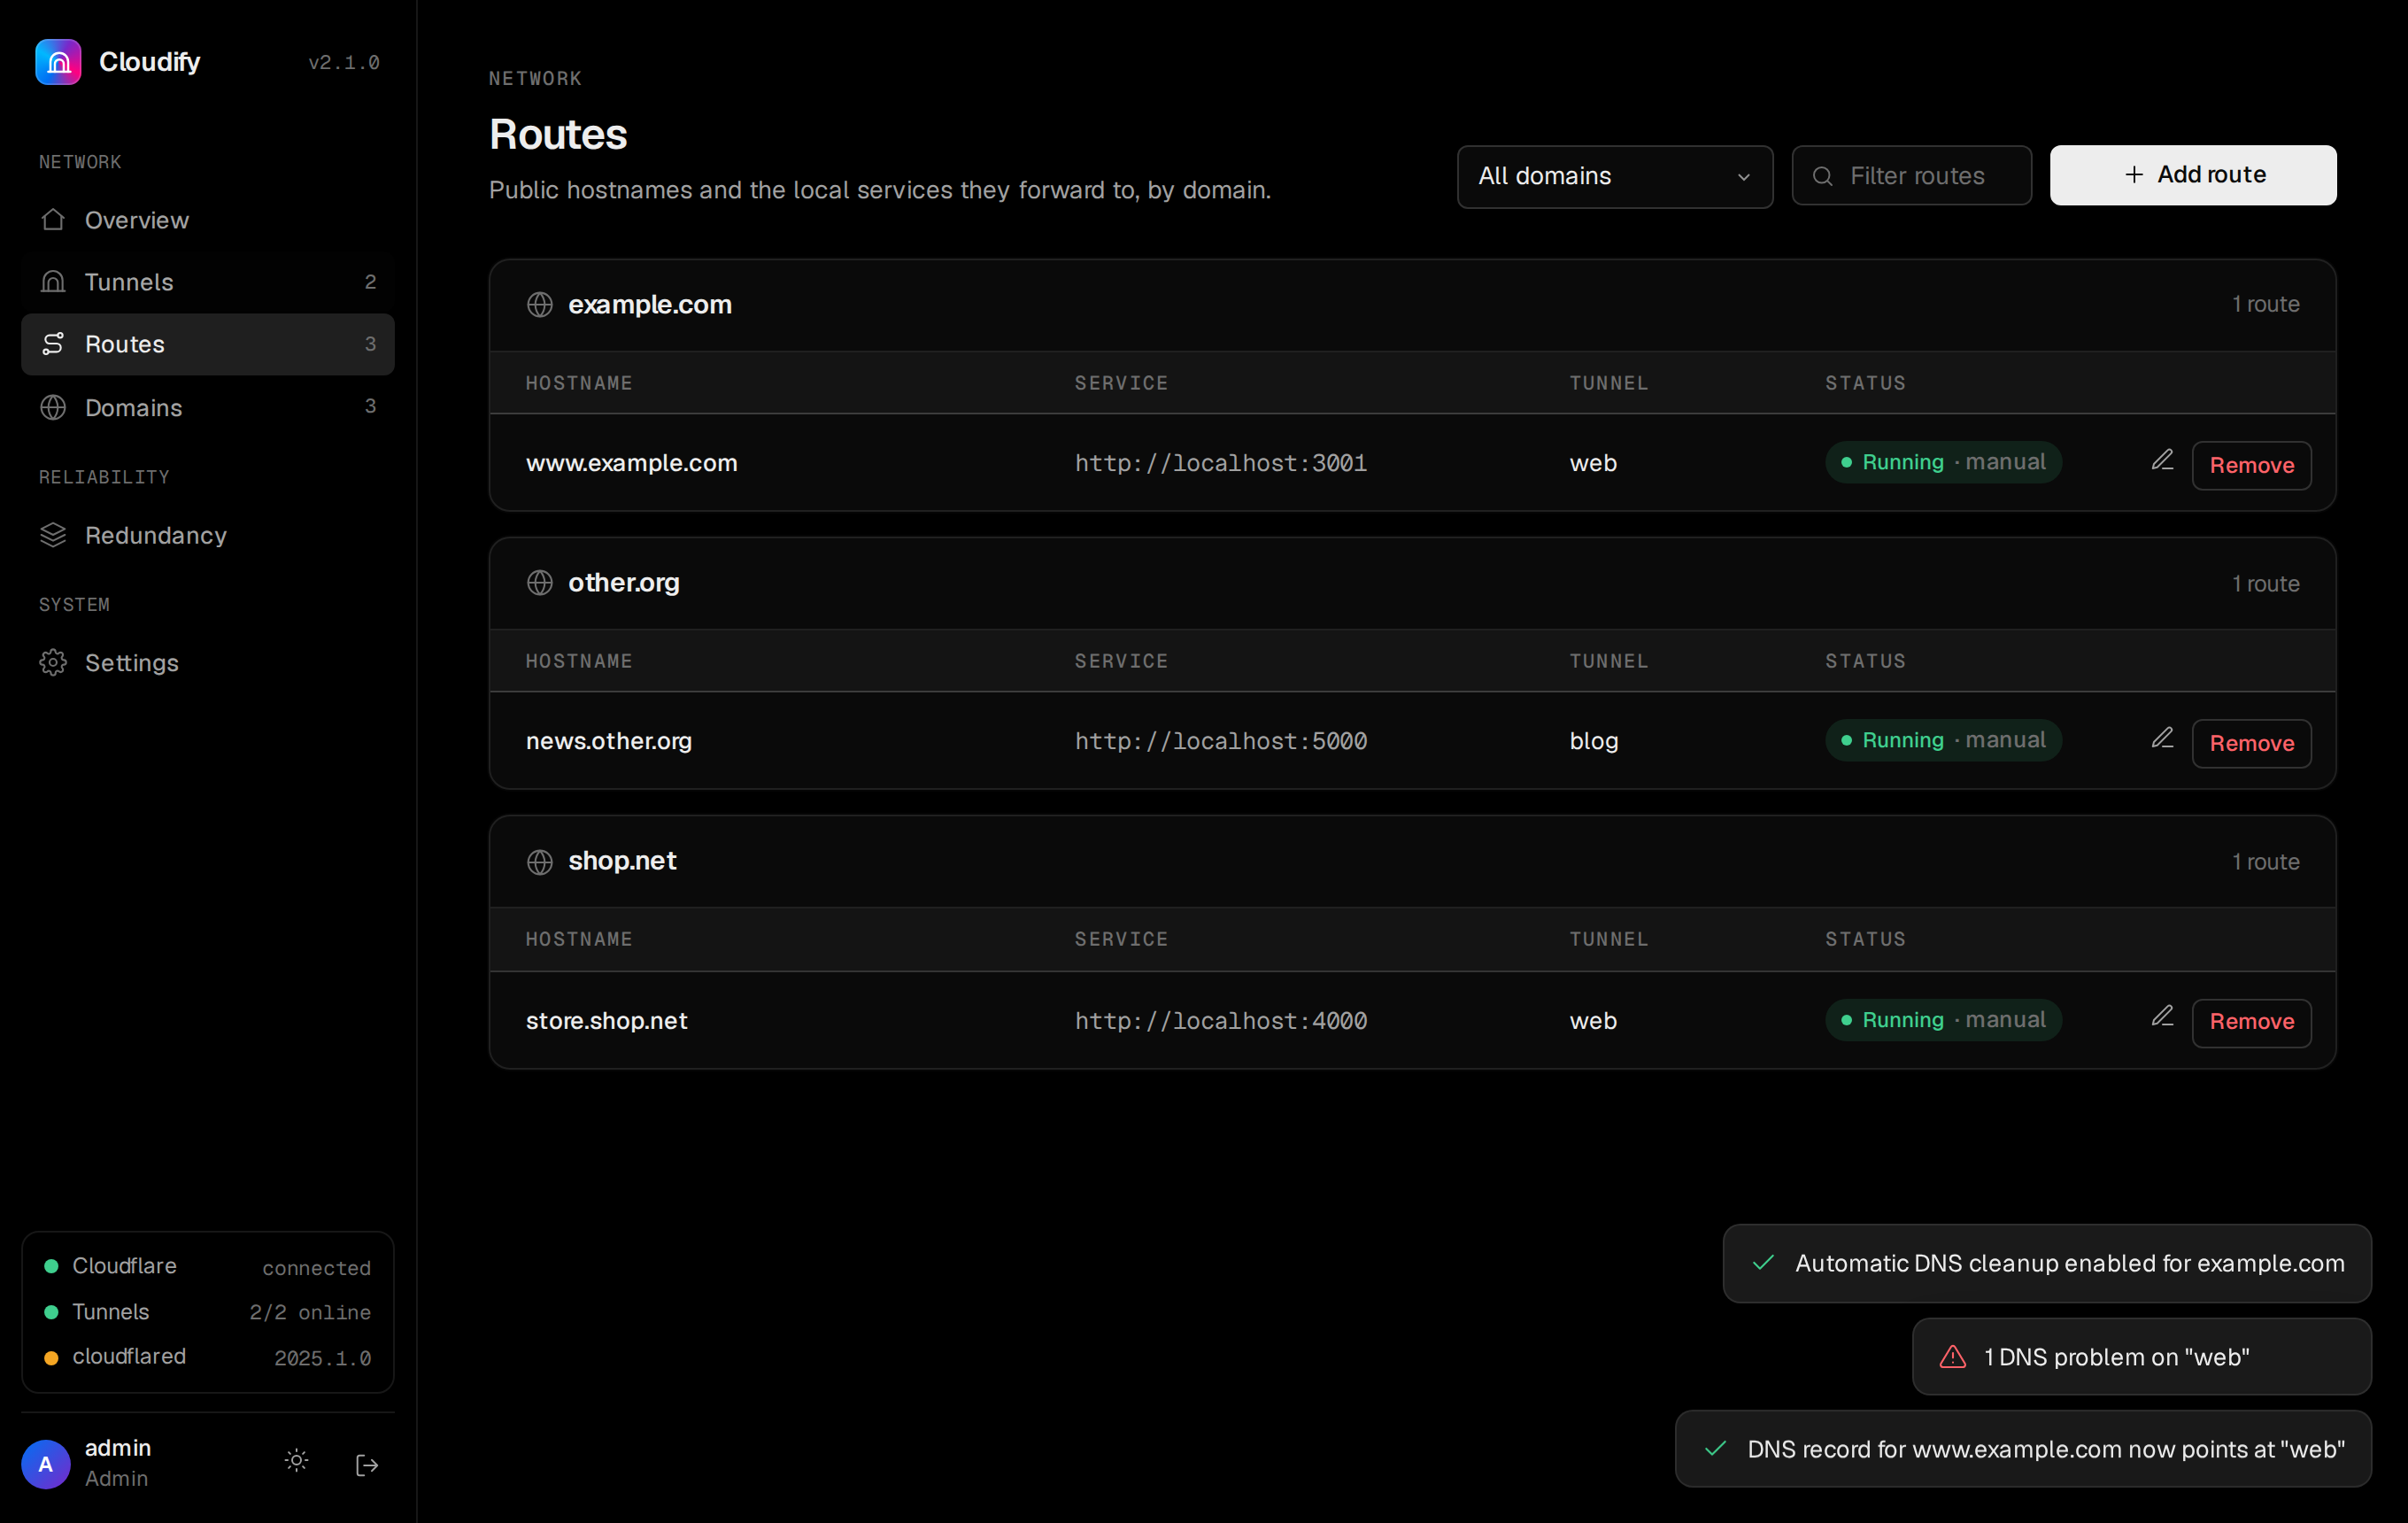 Cloudify v2.1.0
NETWORK
Overview
Tunnels 2
Routes 3
Domains 3
RELIABILITY
Redundancy
SYSTEM
Settings
Cloudflare connected
Tunnels 2/2 online
cloudflared 2025.1.0
A admin
Admin
NETWORK
Routes
Public hostnames and the local services they forward to, by domain.
All domains Filter routes + Add route
example.com 1 route
HOSTNAME SERVICE TUNNEL STATUS
www.example.com http://localhost:3001 web Running · manual Remove
other.org 1 route
HOSTNAME SERVICE TUNNEL STATUS
news.other.org http://localhost:5000 blog Running · manual Remove
shop.net 1 route
HOSTNAME SERVICE TUNNEL STATUS
store.shop.net http://localhost:4000 web Running · manual Remove
Automatic DNS cleanup enabled for example.com
1 DNS problem on "web"
DNS record for www.example.com now points at "web"